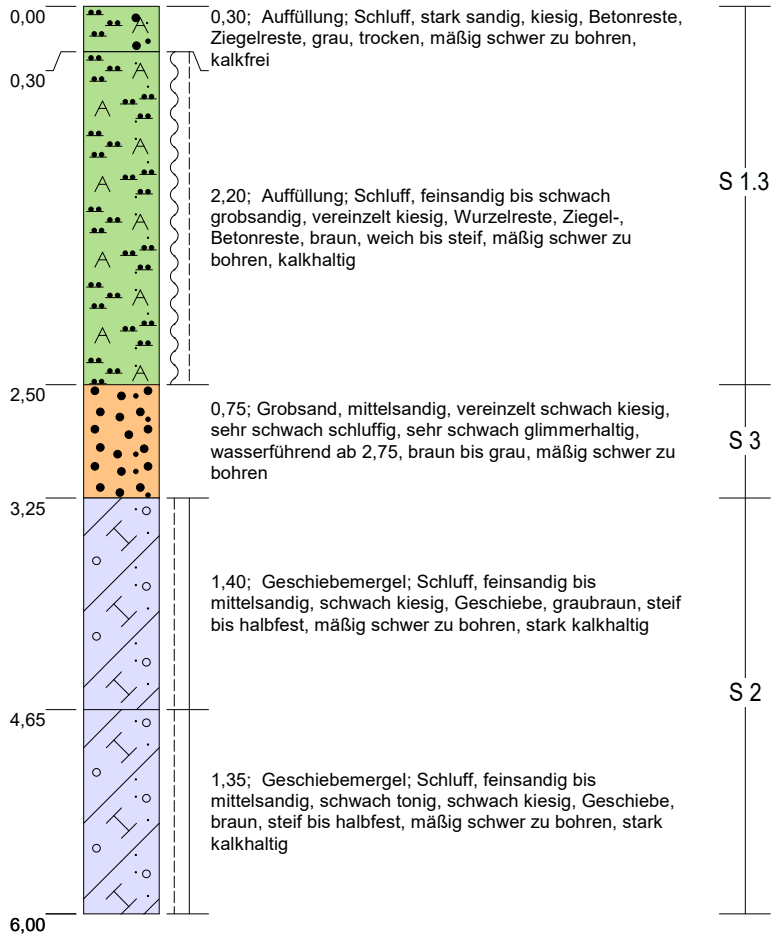 0,00
0,30; Auffüllung; Schluff, stark sandig, kiesig, Betonreste,
Ziegelreste, grau, trocken, mäßig schwer zu bohren,
kalkfrei
0,30
2,20; Auffüllung; Schluff, feinsandig bis schwach
grobsandig, vereinzelt kiesig, Wurzelreste, Ziegel-,
Betonreste, braun, weich bis steif, mäßig schwer zu
bohren, kalkhaltig
S 1.3
2,50
0,75; Grobsand, mittelsandig, vereinzelt schwach kiesig,
sehr schwach schluffig, sehr schwach glimmerhaltig,
wasserführend ab 2,75, braun bis grau, mäßig schwer zu
bohren
S 3
3,25
1,40; Geschiebemergel; Schluff, feinsandig bis
mittelsandig, schwach kiesig, Geschiebe, graubraun, steif
bis halbfest, mäßig schwer zu bohren, stark kalkhaltig
S 2
4,65
1,35; Geschiebemergel; Schluff, feinsandig bis
mittelsandig, schwach tonig, schwach kiesig, Geschiebe,
braun, steif bis halbfest, mäßig schwer zu bohren, stark
kalkhaltig
6,00